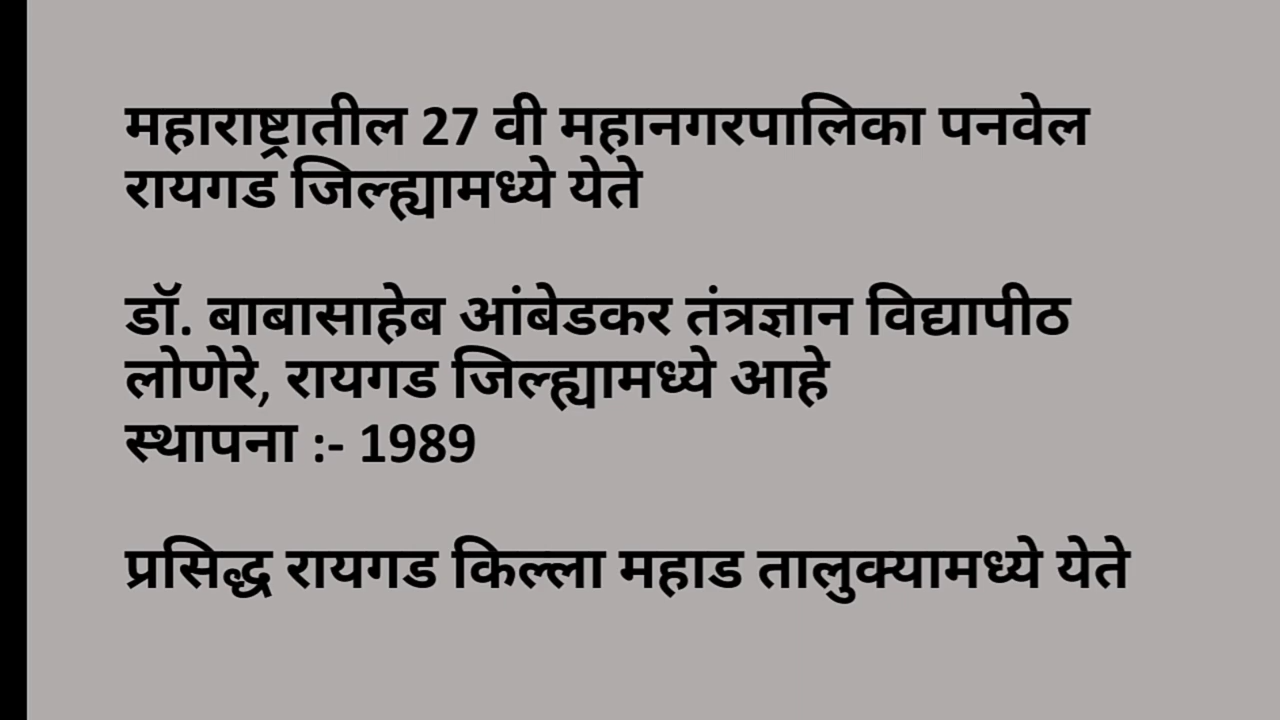 महाराष्ट्रातील 27 वी महानगरपालिका पनवेल
रायगड जिल्ह्यामध्ये येते
डॉ. बाबासाहेब आंबेडकर तंत्रज्ञान विद्यापीठ
लोणेरे, रायगड जिल्ह्यामध्ये आहे
स्थापना :- 1989
प्रसिद्ध रायगड किल्ला महाड तालुक्यामध्ये येते